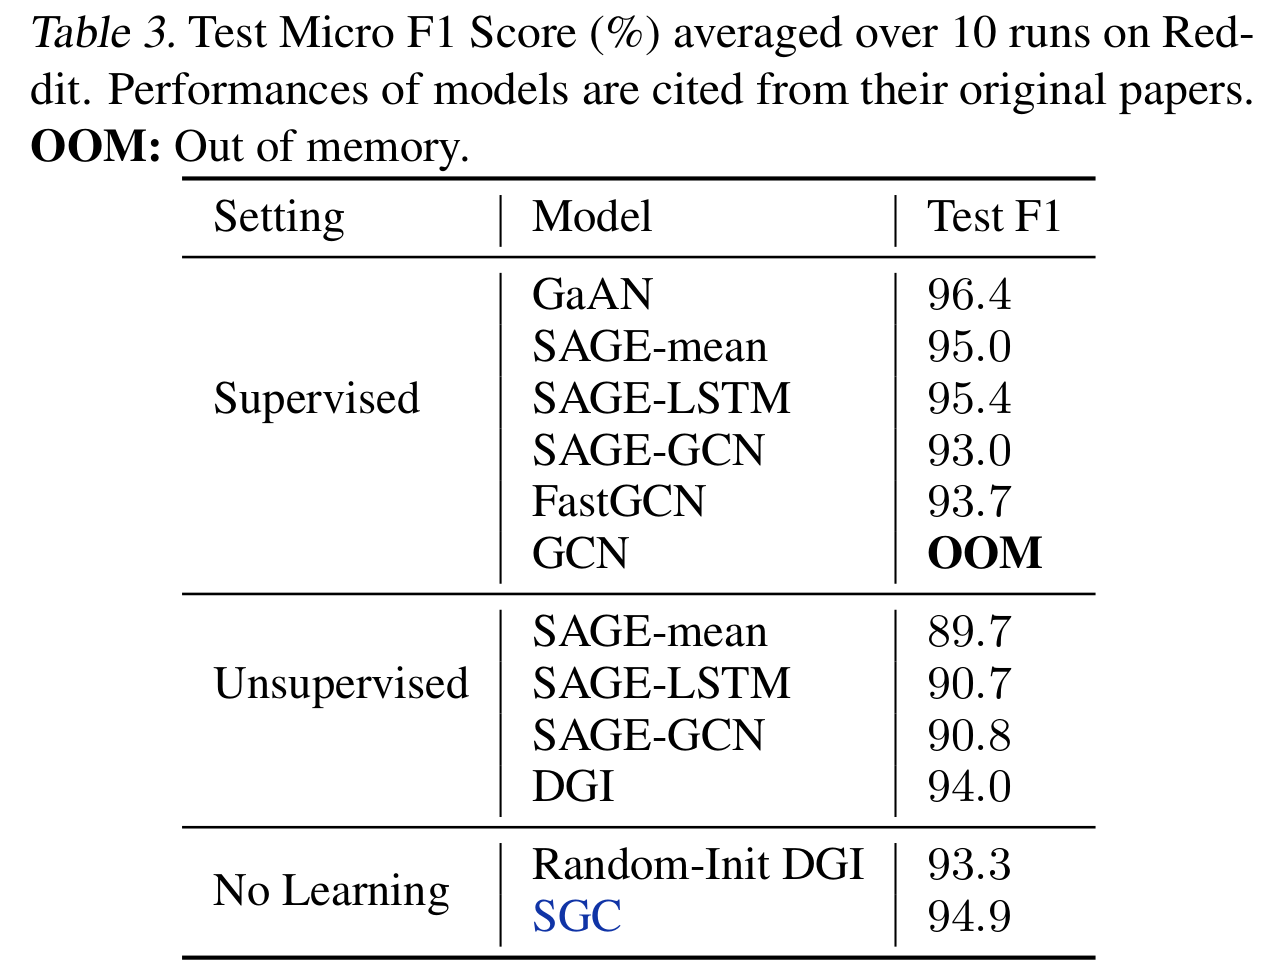 Table 3. Test Micro F1 Score (%) averaged over 10 runs on Red-
dit. Performances of models are cited from their original papers.
OOM: Out of memory.
Setting Model Test F1
GaAN 96.4
SAGE-mean 95.0
Supervised SAGE-LSTM 95.4
SAGE-GCN 93.0
FastGCN 93.7
GCN OOM
SAGE-mean 89.7
Unsupervised SAGE-LSTM 90.7
SAGE-GCN 90.8
DGI 94.0
No Learning Random-Init DGI 93.3
SGC 94.9